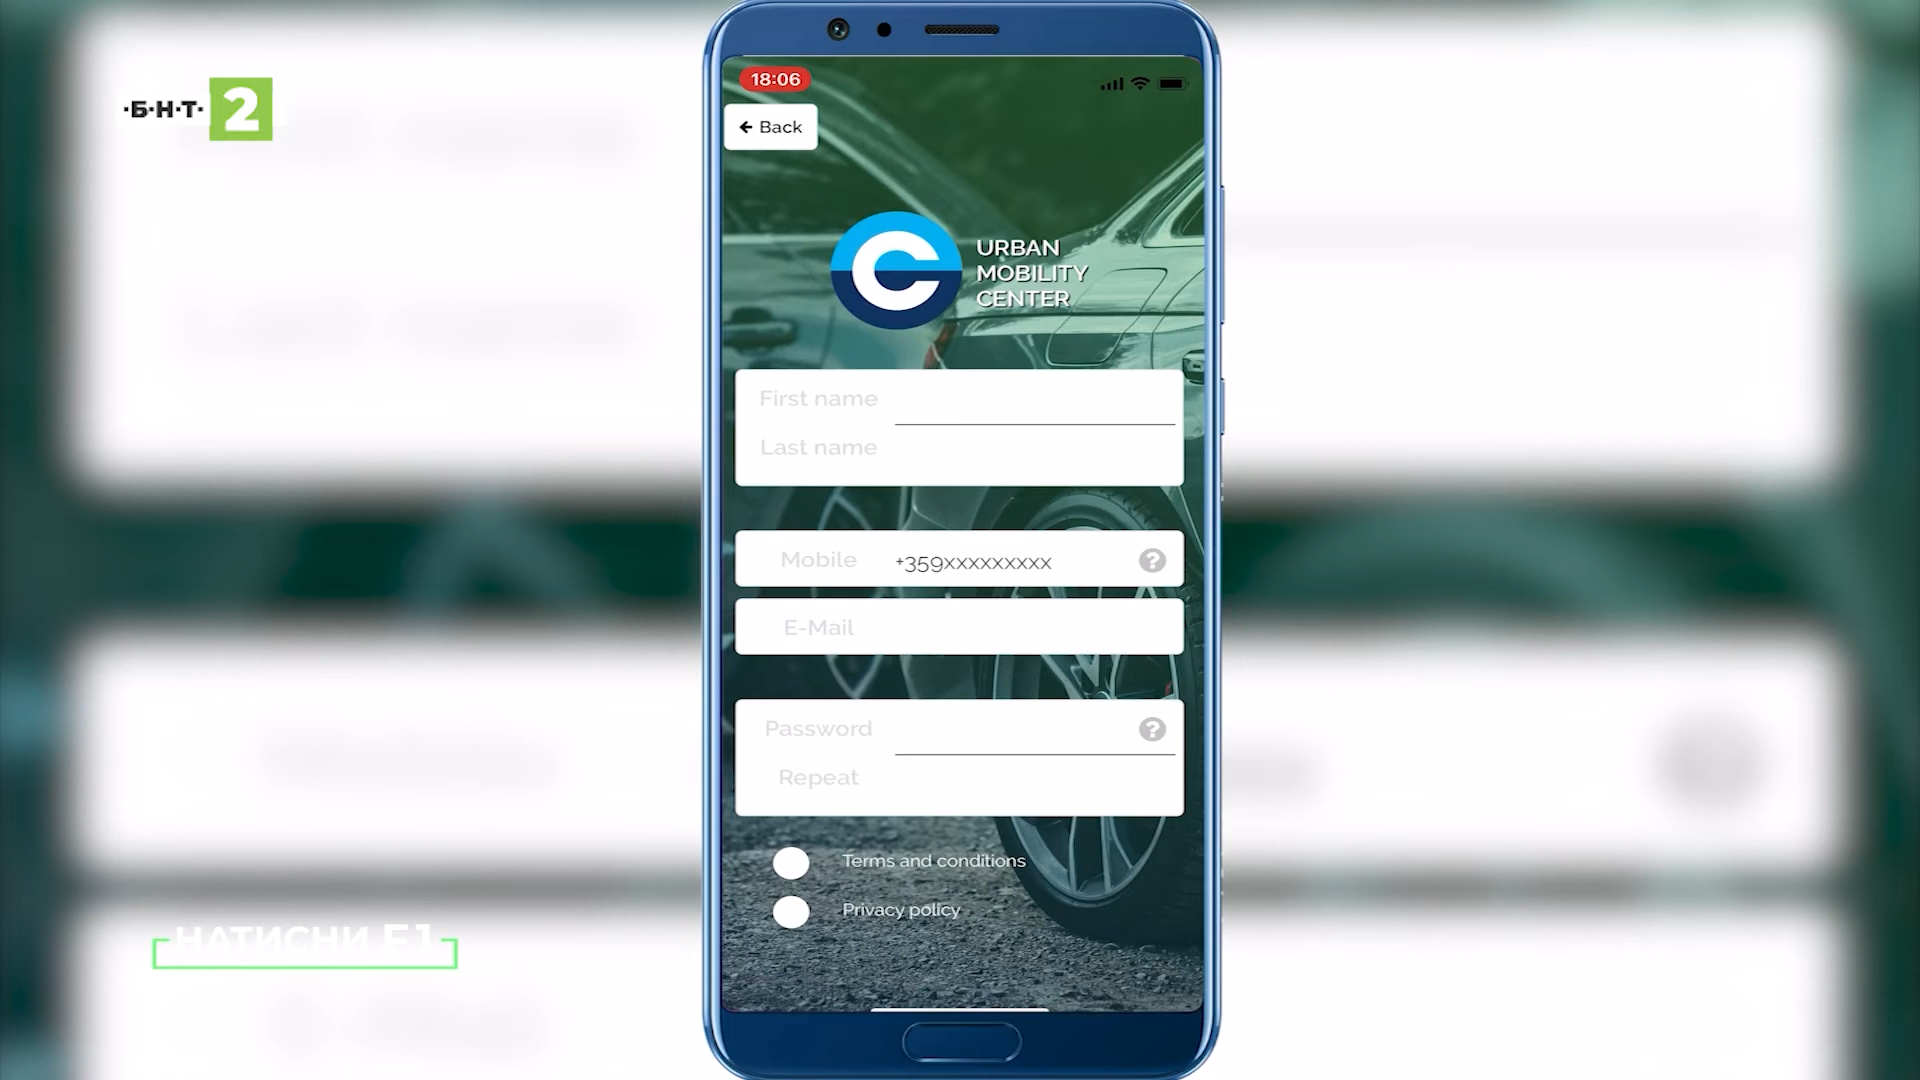 ·Б·Н·Т· 2
18:06
← Back
URBAN
MOBILITY
CENTER
First name
Last name
Mobile +359xxxxxxxxx ?
E-Mail
Password ?
Repeat
Terms and conditions
Privacy policy
НАТИСНИ F1